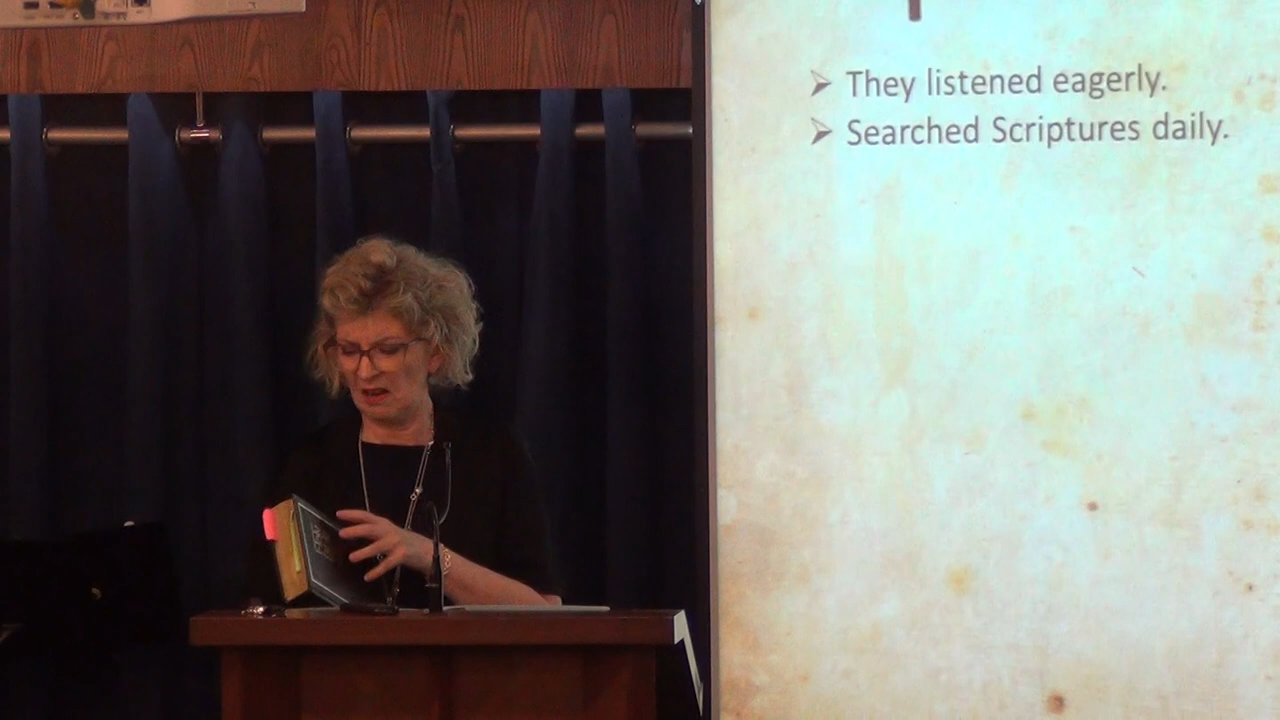 ➢ They listened eagerly.
➢ Searched Scriptures daily.